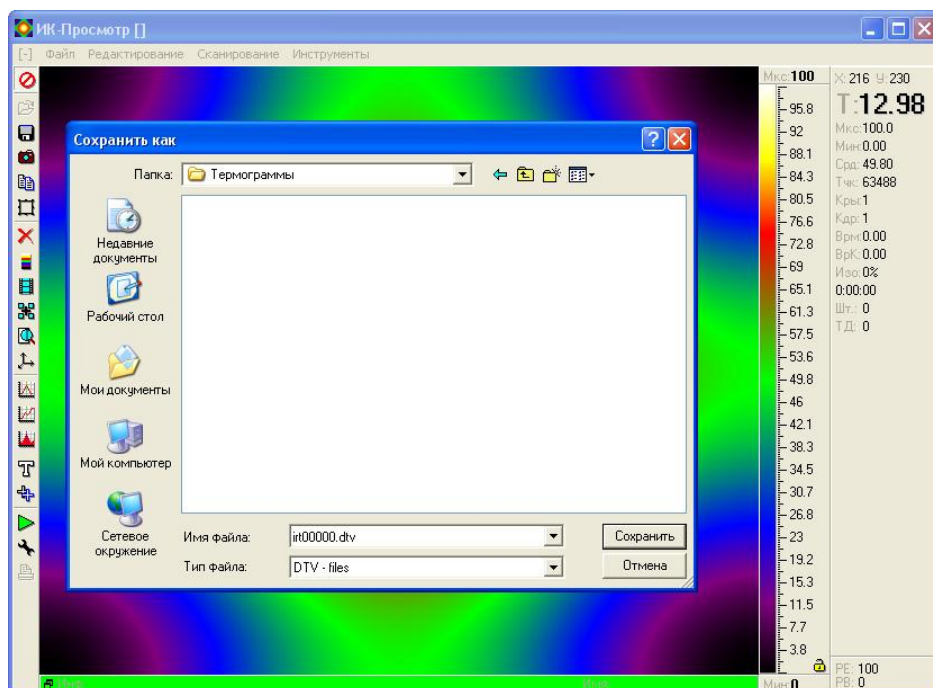 ИК-Просмотр []
[-] Файл Редактирование Сканирование Инструменты
Сохранить как
Папка: Термограммы
Недавние документы
Рабочий стол
Мои документы
Мой компьютер
Сетевое окружение
Имя файла: irt00000.dtv
Сохранить
Тип файла: DTV - files
Отмена
Мкс:100
95.8
92
88.1
84.3
80.5
76.6
72.8
69
65.1
61.3
57.5
53.6
49.8
46
42.1
38.3
34.5
30.7
26.8
23
19.2
15.3
11.5
7.7
3.8
Мин:0
X: 216 Y: 230
T:12.98
Мкс:100.0
Мин:0.00
Срд: 49.80
Тчк: 63488
Кры:1
Кдр: 1
Врм:0.00
ВрК: 0.00
Изо: 0%
0:00:00
Шт.: 0
ТД: 0
PE: 100
PB: 0